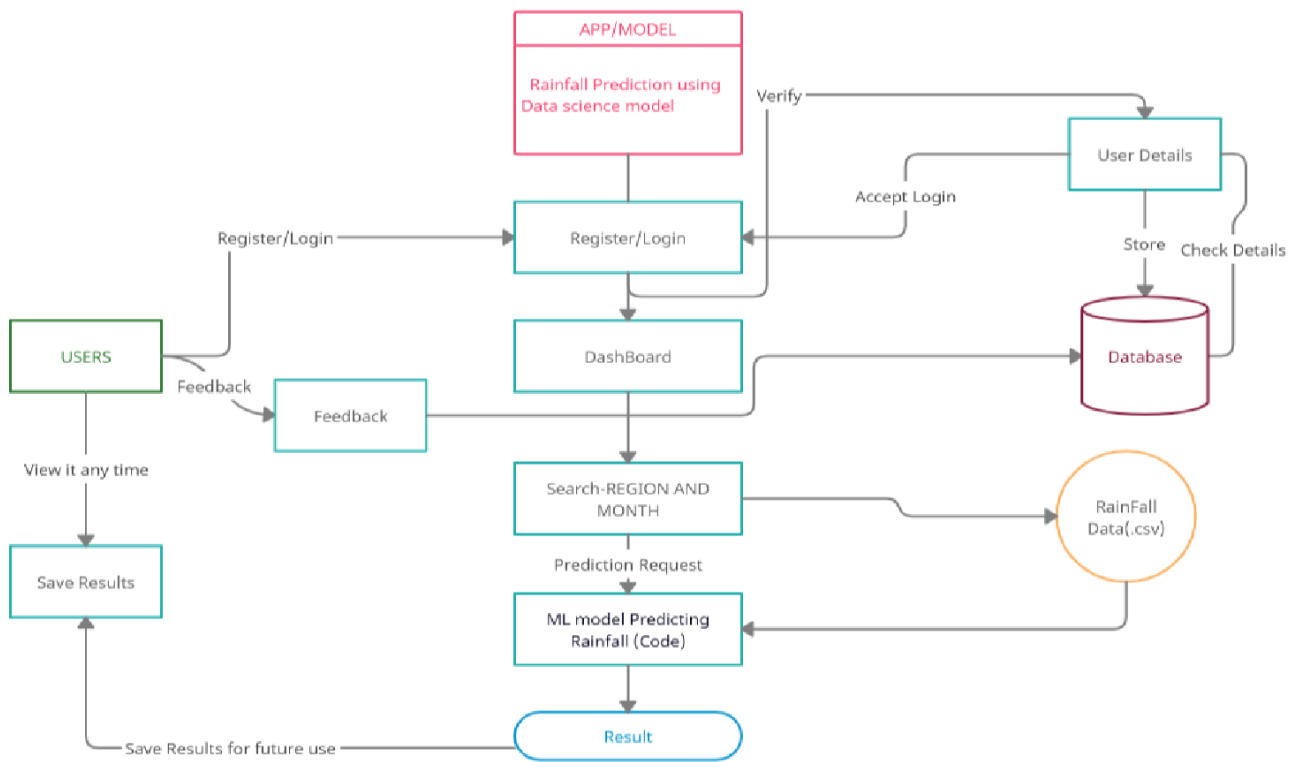 APP/MODEL
Rainfall Prediction using
Data science model
Verify
User Details
Accept Login
Register/Login
Register/Login
Store
Check Details
USERS
DashBoard
Database
Feedback
Feedback
View it any time
Search-REGION AND
MONTH
RainFall
Data(.csv)
Prediction Request
Save Results
ML model Predicting
Rainfall (Code)
Result
Save Results for future use